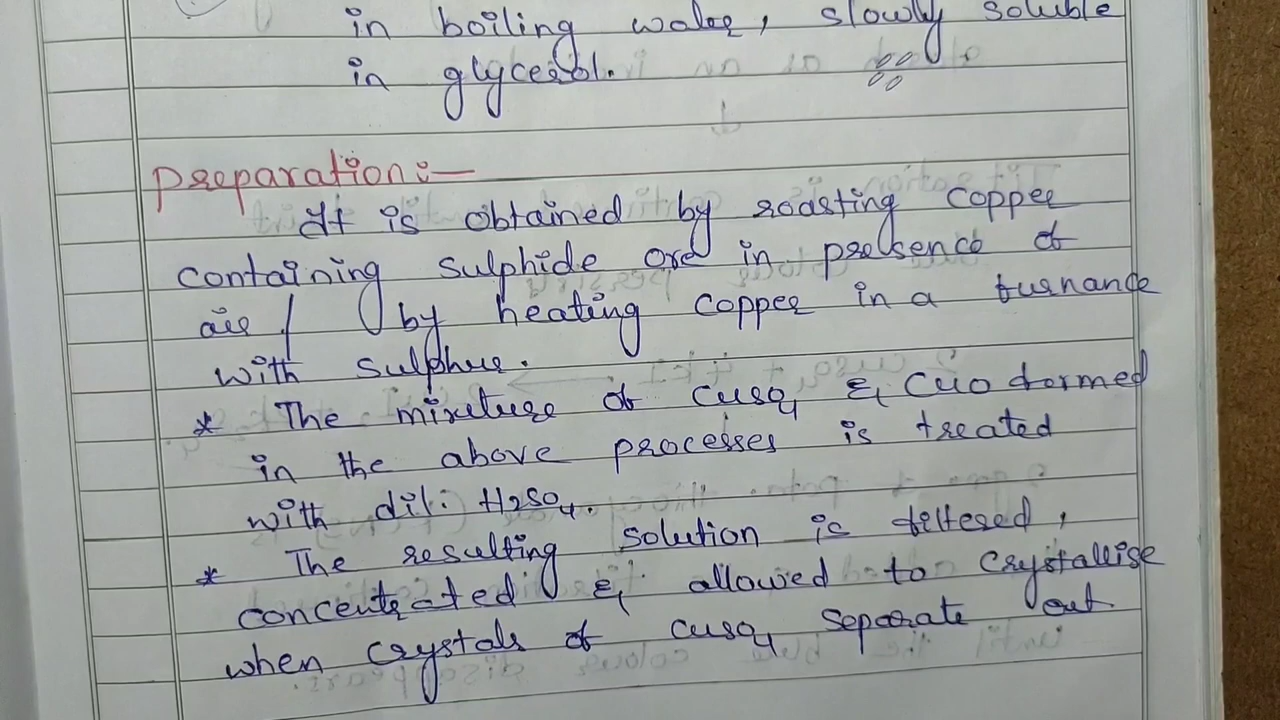 in boiling water, slowly soluble
in glycerol.
Preparation:-
It is obtained by roasting Copper
containing sulphide ore in presence of
air / by heating copper in a furnance
with sulphur.
* The mixture of CuSO4 & CuO formed
in the above processes is treated
with dil: H2SO4.
* The resulting solution is filtered,
concentrated & allowed to crystallise
when crystals of CuSO4 separate out